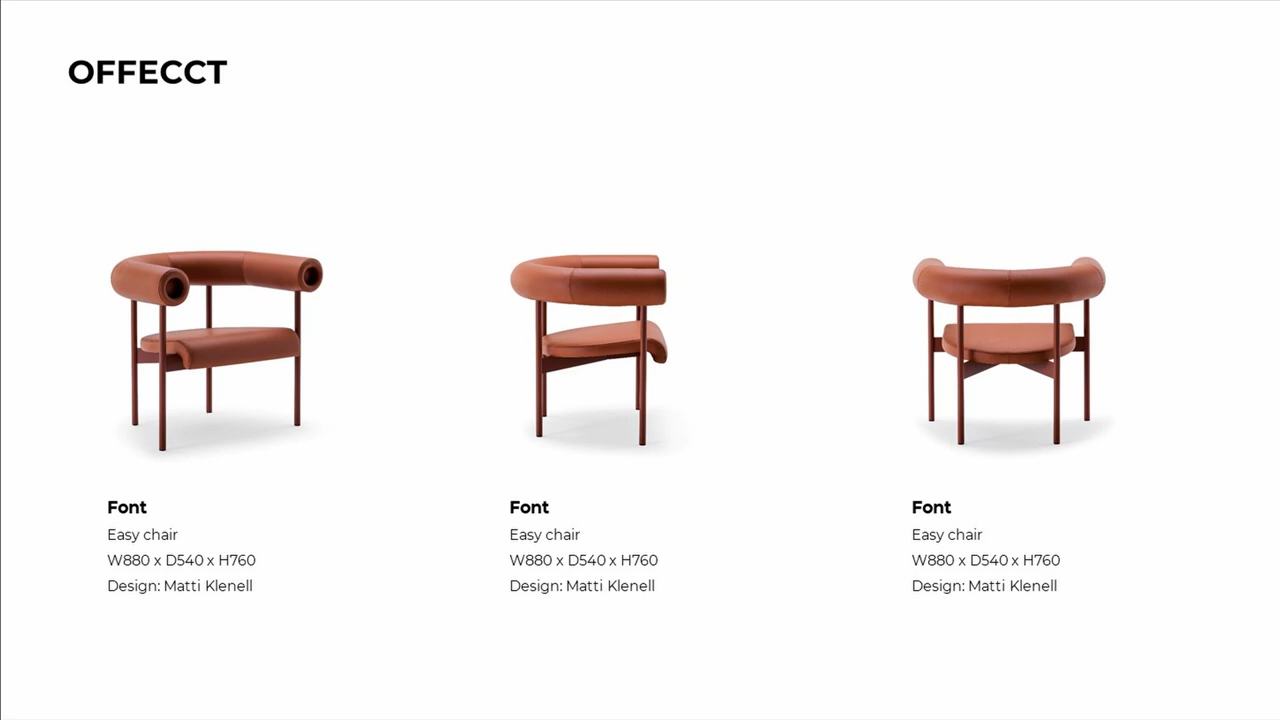 OFFECCT
Font
Easy chair
W880 x D540 x H760
Design: Matti Klenell
Font
Easy chair
W880 x D540 x H760
Design: Matti Klenell
Font
Easy chair
W880 x D540 x H760
Design: Matti Klenell